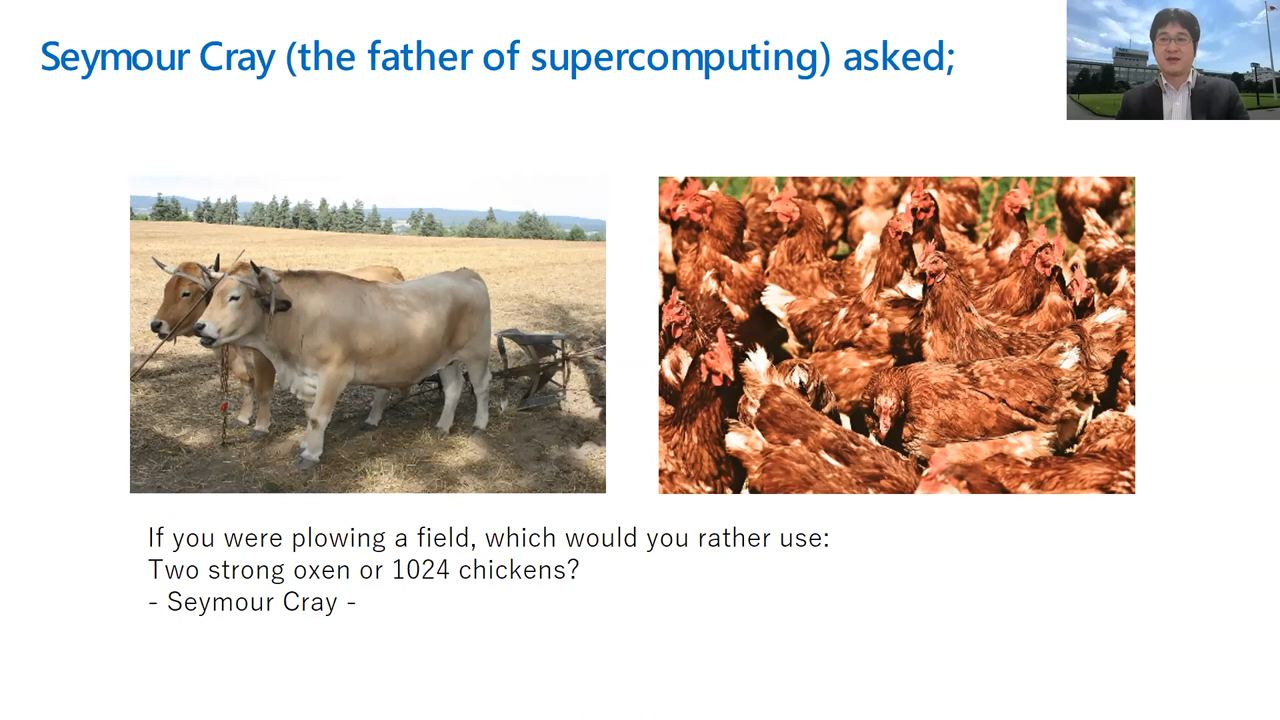 Seymour Cray (the father of supercomputing) asked;
If you were plowing a field, which would you rather use:
Two strong oxen or 1024 chickens?
- Seymour Cray -